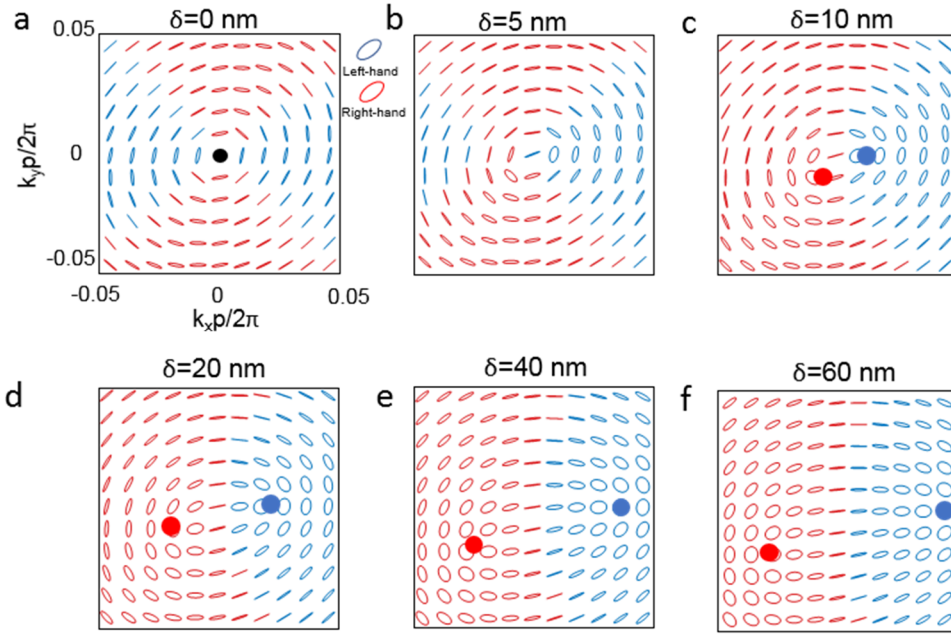 a
δ=0 nm
b
δ=5 nm
c
δ=10 nm
0.05
0
-0.05
kyp/2π
-0.05
0
0.05
kxp/2π
Left-hand
Right-hand
d
δ=20 nm
e
δ=40 nm
f
δ=60 nm